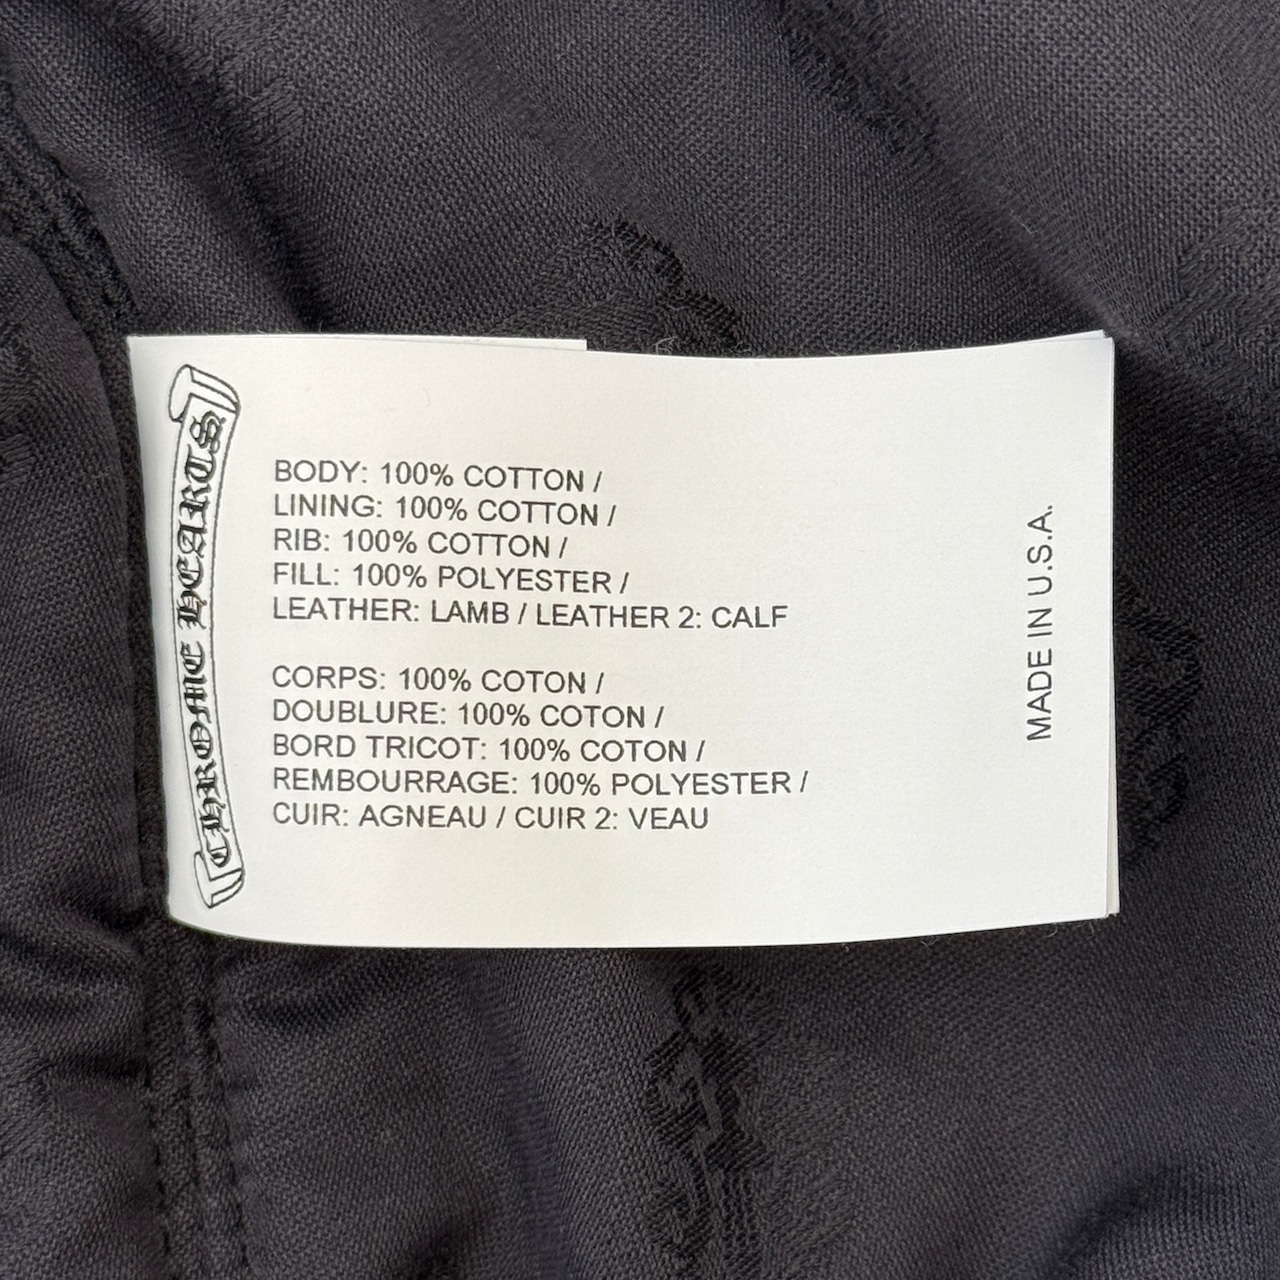 CHROME HEARTS
BODY: 100% COTTON /
LINING: 100% COTTON /
RIB: 100% COTTON /
FILL: 100% POLYESTER /
LEATHER: LAMB / LEATHER 2: CALF
CORPS: 100% COTON /
DOUBLURE: 100% COTON /
BORD TRICOT: 100% COTON /
REMBOURRAGE: 100% POLYESTER /
CUIR: AGNEAU / CUIR 2: VEAU
MADE IN U.S.A.